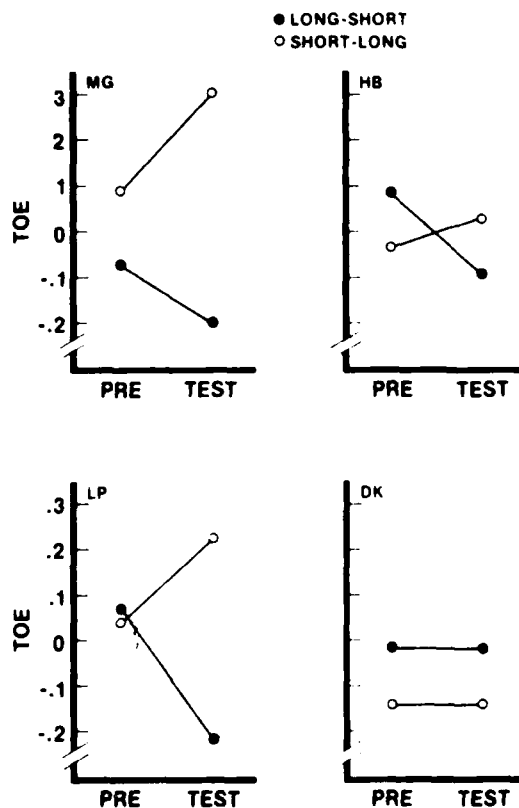 LONG-SHORT
SHORT-LONG
MG
3
2
1
0
-.1
-.2
TOE
PRE TEST
HB
PRE TEST
LP
.3
.2
.1
0
-.1
-.2
TOE
PRE TEST
DK
PRE TEST